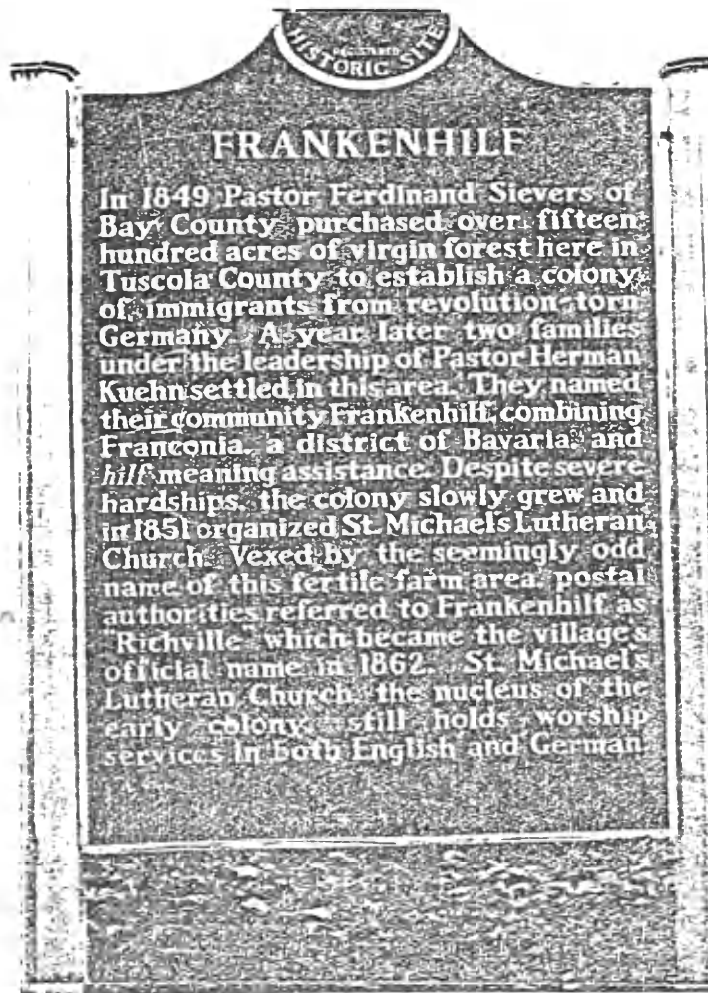 REGISTERED
HISTORIC SITE
FRANKENHILF
In 1849 Pastor Ferdinand Sievers of
Bay County purchased over fifteen
hundred acres of virgin forest here in
Tuscola County to establish a colony
of immigrants from revolution-torn
Germany. A year later two families
under the leadership of Pastor Herman
Kuehn settled in this area. They named
their community Frankenhilf, combining
Franconia, a district of Bavaria, and
hilf meaning assistance. Despite severe
hardships, the colony slowly grew and
in 1851 organized St. Michael's Lutheran
Church. Vexed by the seemingly odd
name of this fertile farm area, postal
authorities referred to Frankenhilf as
"Richville" which became the village's
official name in 1862. St. Michael's
Lutheran Church, the nucleus of the
early colony, still holds worship
services in both English and German.